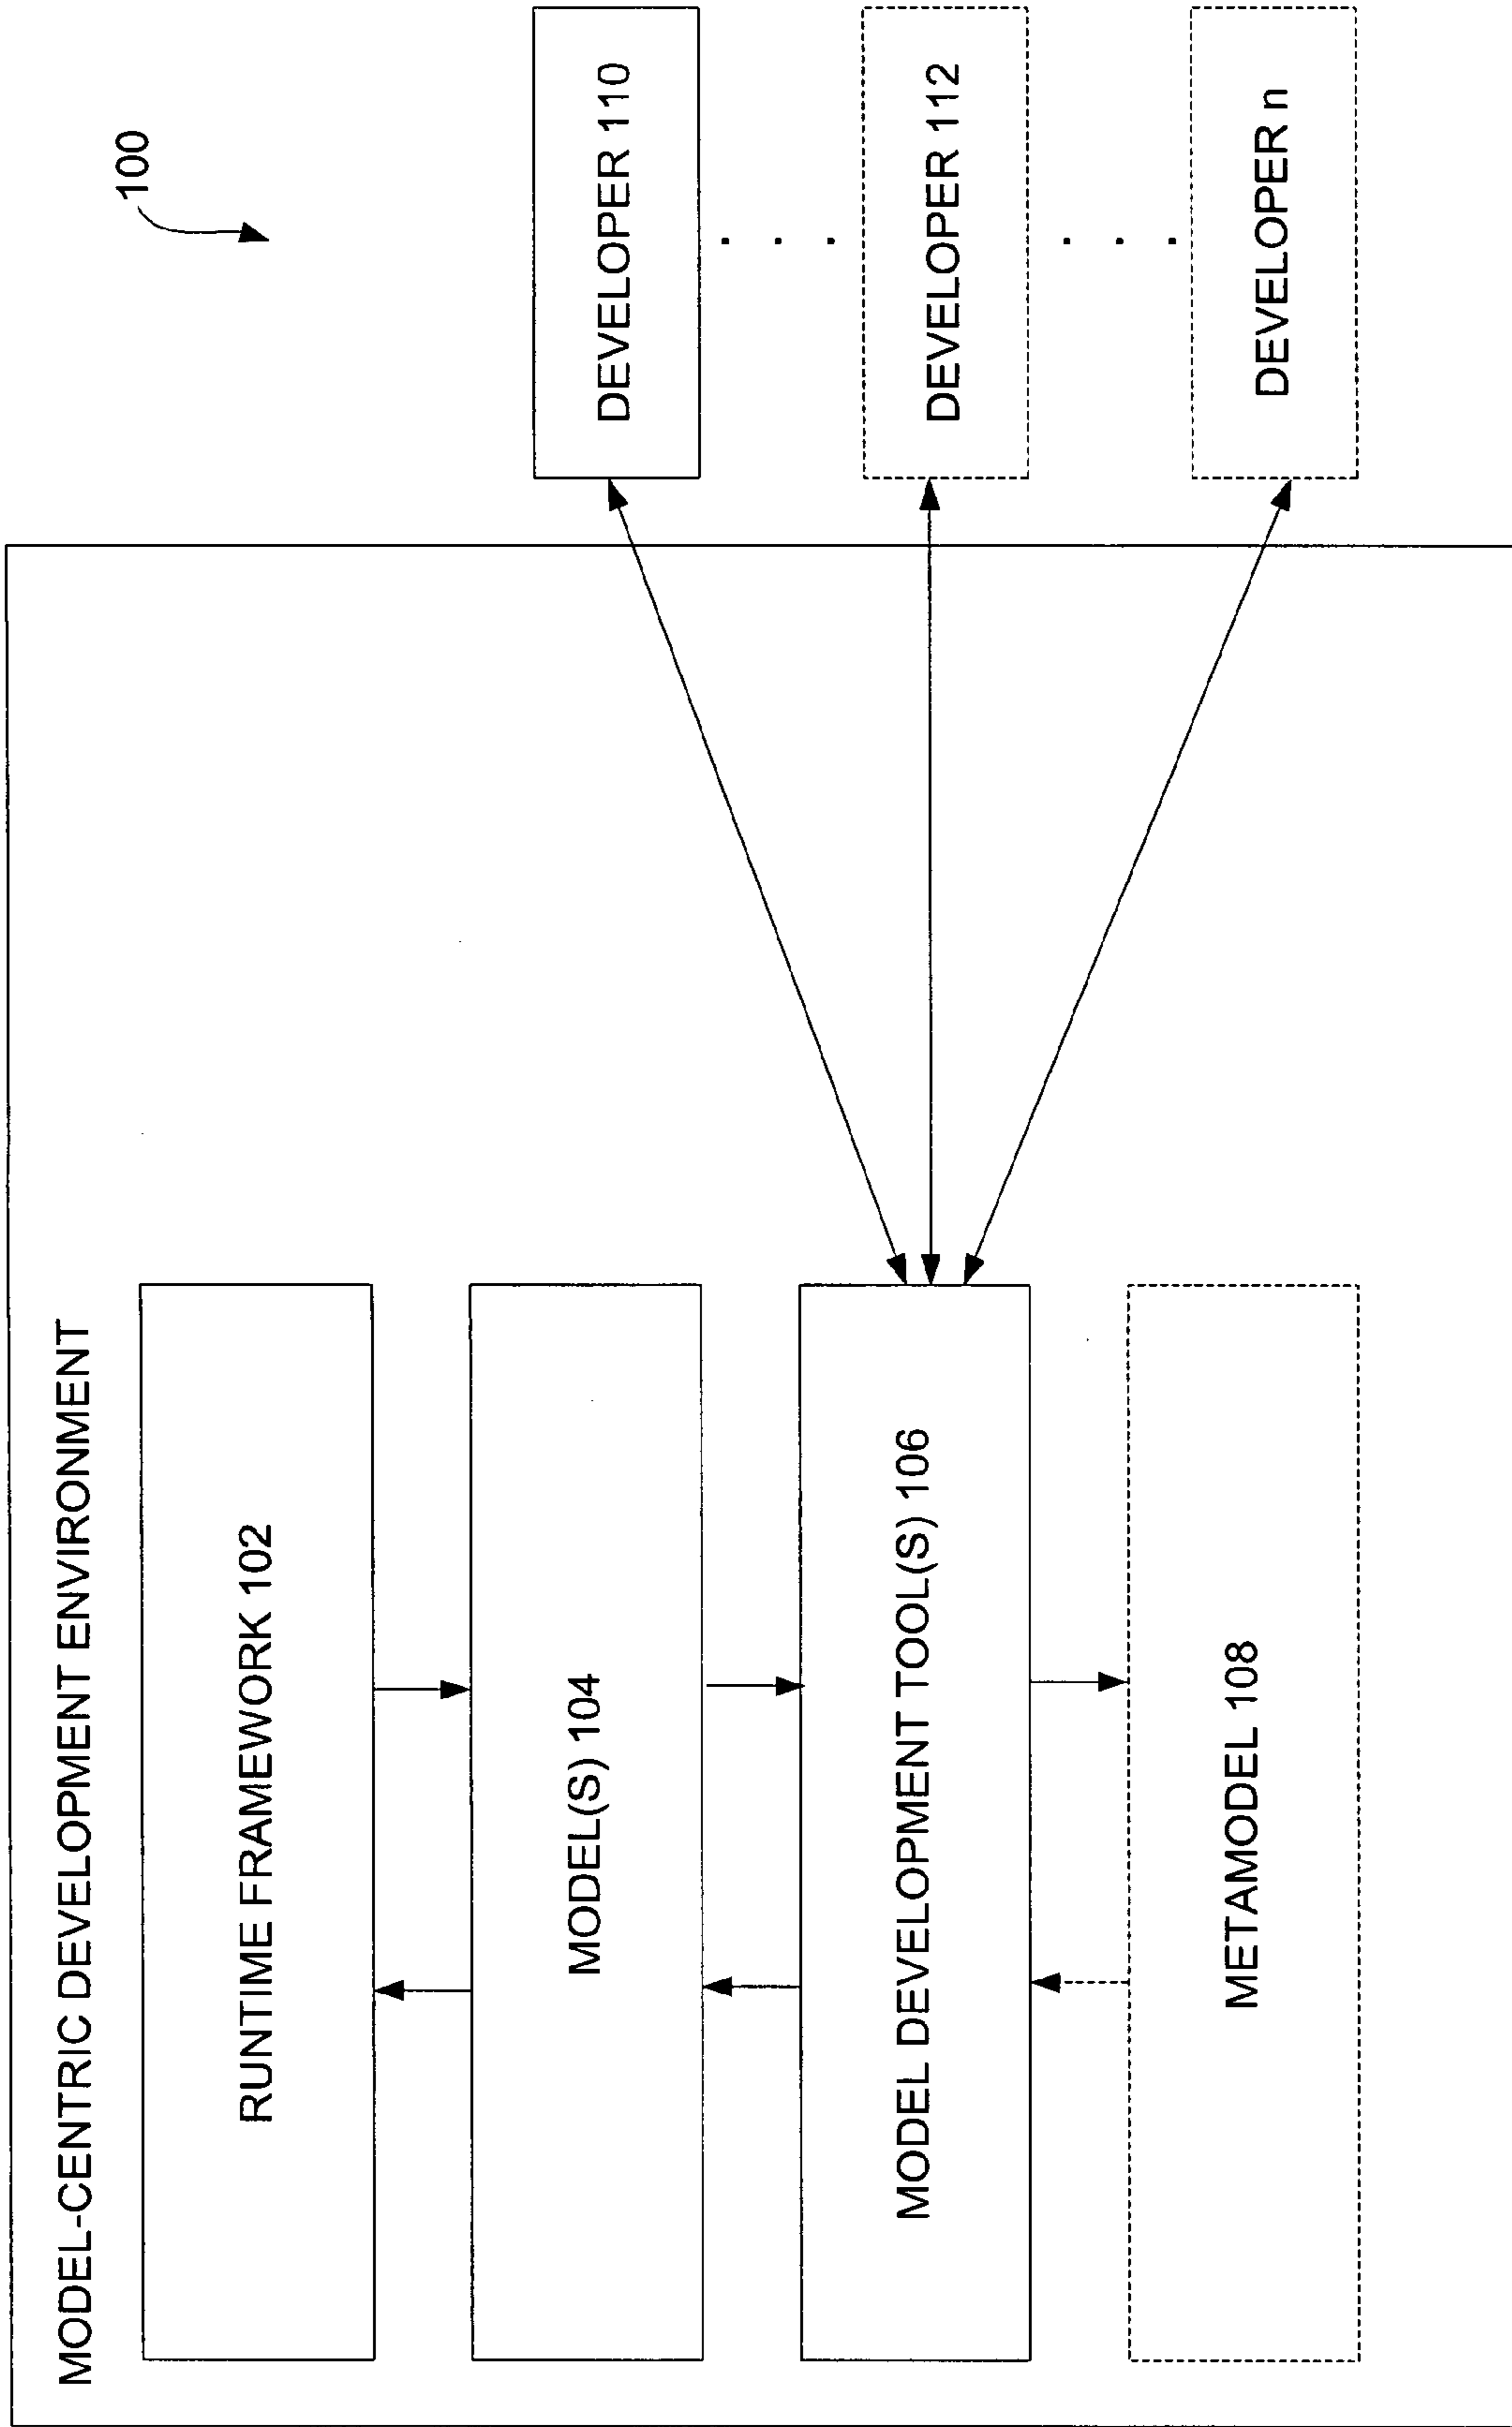 100
MODEL-CENTRIC DEVELOPMENT ENVIRONMENT
RUNTIME FRAMEWORK 102
MODEL(S) 104
MODEL DEVELOPMENT TOOL(S) 106
METAMODEL 108
DEVELOPER 110
DEVELOPER 112
DEVELOPER n